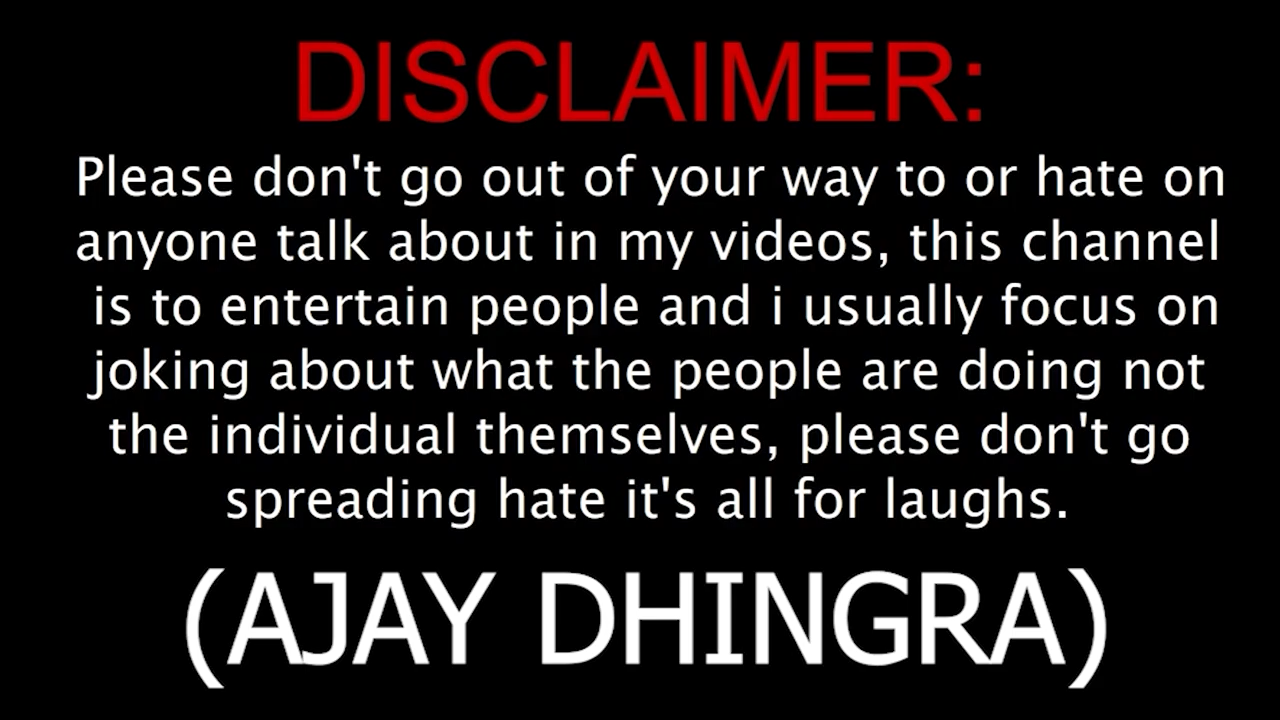 DISCLAIMER:
Please don't go out of your way to or hate on
anyone talk about in my videos, this channel
is to entertain people and i usually focus on
joking about what the people are doing not
the individual themselves, please don't go
spreading hate it's all for laughs.
(AJAY DHINGRA)